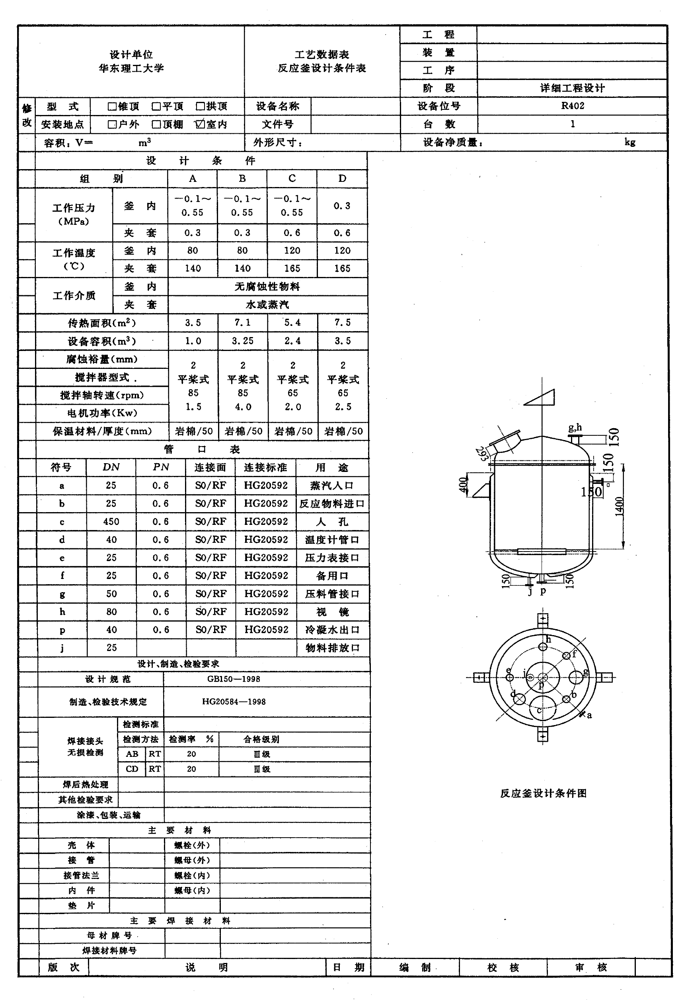 设计单位
华东理工大学
工艺数据表
反应釜设计条件表
工 程
装 置
工 序
阶 段 详细工程设计
修改
型 式 □锥顶 □平顶 □拱顶 设备名称 设备位号 R402
安装地点 □户外 □顶棚 ☑室内 文件号 台 数 1
容积：V= m³ 外形尺寸： 设备净质量： kg
设 计 条 件
组 别 A B C D
工作压力(MPa) 釜 内 -0.1~0.55 -0.1~0.55 -0.1~0.55 0.3
夹 套 0.3 0.3 0.6 0.6
工作温度(℃) 釜 内 80 80 120 120
夹 套 140 140 165 165
工作介质 釜 内 无腐蚀性物料
夹 套 水或蒸汽
传热面积(m²) 3.5 7.1 5.4 7.5
设备容积(m³) 1.0 3.25 2.4 3.5
腐蚀裕量(mm) 2 2 2 2
搅拌器型式 平桨式 平桨式 平桨式 平桨式
搅拌轴转速(rpm) 85 85 65 65
电机功率(Kw) 1.5 4.0 2.0 2.5
保温材料/厚度(mm) 岩棉/50 岩棉/50 岩棉/50 岩棉/50
管 口 表
符号 DN PN 连接面 连接标准 用 途
a 25 0.6 SO/RF HG20592 蒸汽入口
b 25 0.6 SO/RF HG20592 反应物料进口
c 450 0.6 SO/RF HG20592 人 孔
d 40 0.6 SO/RF HG20592 温度计管口
e 25 0.6 SO/RF HG20592 压力表接口
f 25 0.6 SO/RF HG20592 备用口
g 50 0.6 SO/RF HG20592 压料管接口
h 80 0.6 SO/RF HG20592 视 镜
p 40 0.6 SO/RF HG20592 冷凝水出口
j 25 物料排放口
设计、制造、检验要求
设 计 规 范 GB150—1998
制造、检验技术规定 HG20584—1998
焊接接头
无损检测
检测标准
检测方法 检测率 % 合格级别
AB RT 20 Ⅲ级
CD RT 20 Ⅲ级
焊后热处理
其他检验要求
涂漆、包装、运输
主 要 材 料
壳 体 螺栓(外)
接 管 螺母(外)
接管法兰 螺栓(内)
内 件 螺母(内)
垫 片
主 要 焊 接 材 料
母 材 牌 号
焊接材料牌号
版 次 说 明 日 期 编 制 校 核 审 核
g,h
150
293
150
400
150
a
1400
150
150
j p
h
f
e
j
g
p
d
b
c
a
反应釜设计条件图